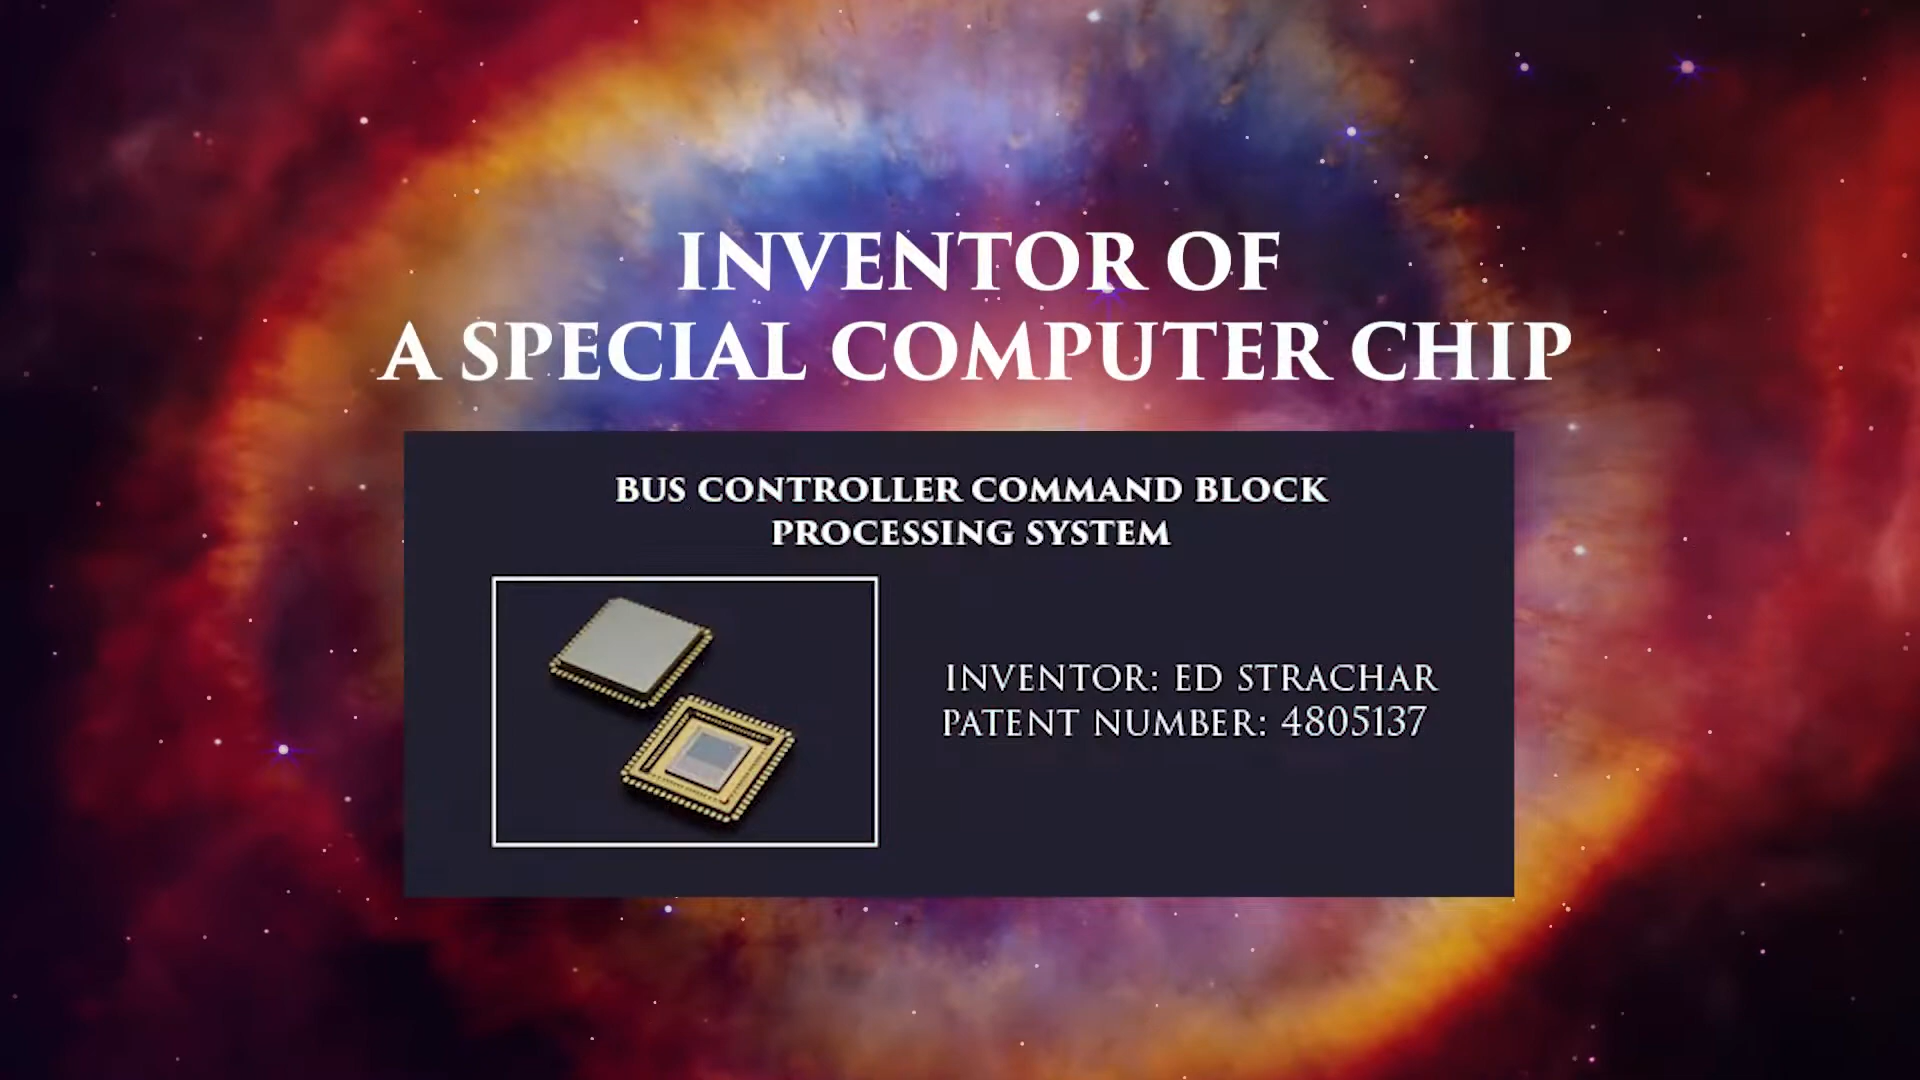 INVENTOR OF
A SPECIAL COMPUTER CHIP
BUS CONTROLLER COMMAND BLOCK
PROCESSING SYSTEM
INVENTOR: ED STRACHAR
PATENT NUMBER: 4805137